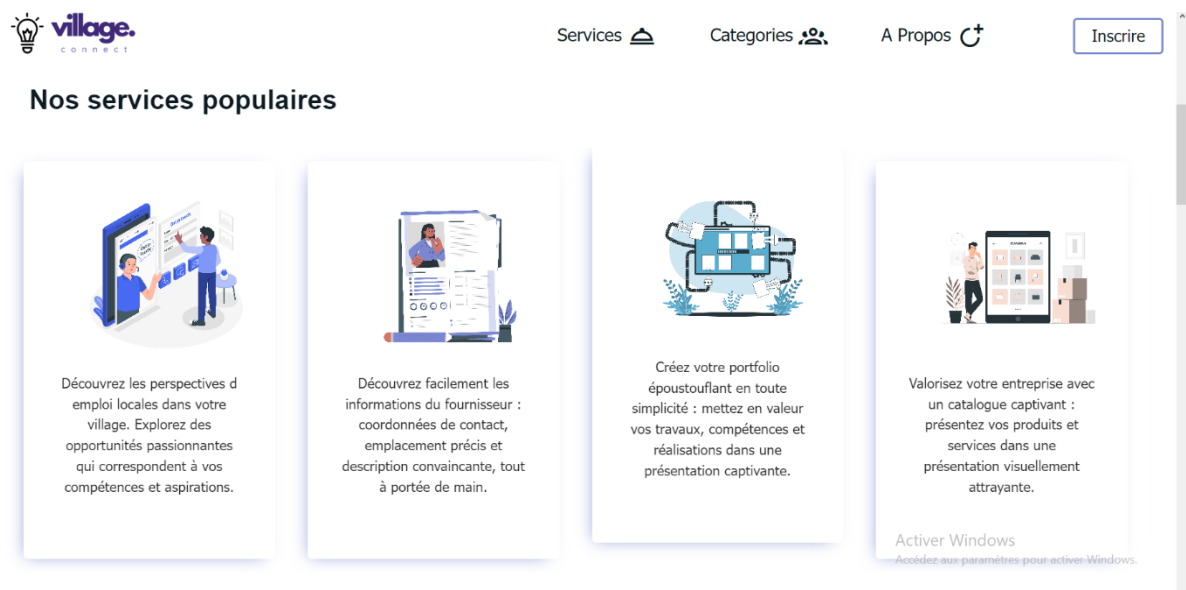 village.
connect
Services
Categories
A Propos
Inscrire
Nos services populaires
Découvrez les perspectives d
emploi locales dans votre
village. Explorez des
opportunités passionnantes
qui correspondent à vos
compétences et aspirations.
Découvrez facilement les
informations du fournisseur :
coordonnées de contact,
emplacement précis et
description convaincante, tout
à portée de main.
Créez votre portfolio
époustouflant en toute
simplicité : mettez en valeur
vos travaux, compétences et
réalisations dans une
présentation captivante.
Valorisez votre entreprise avec
un catalogue captivant :
présentez vos produits et
services dans une
présentation visuellement
attrayante.
Activer Windows
Accédez aux paramètres pour activer Windows.